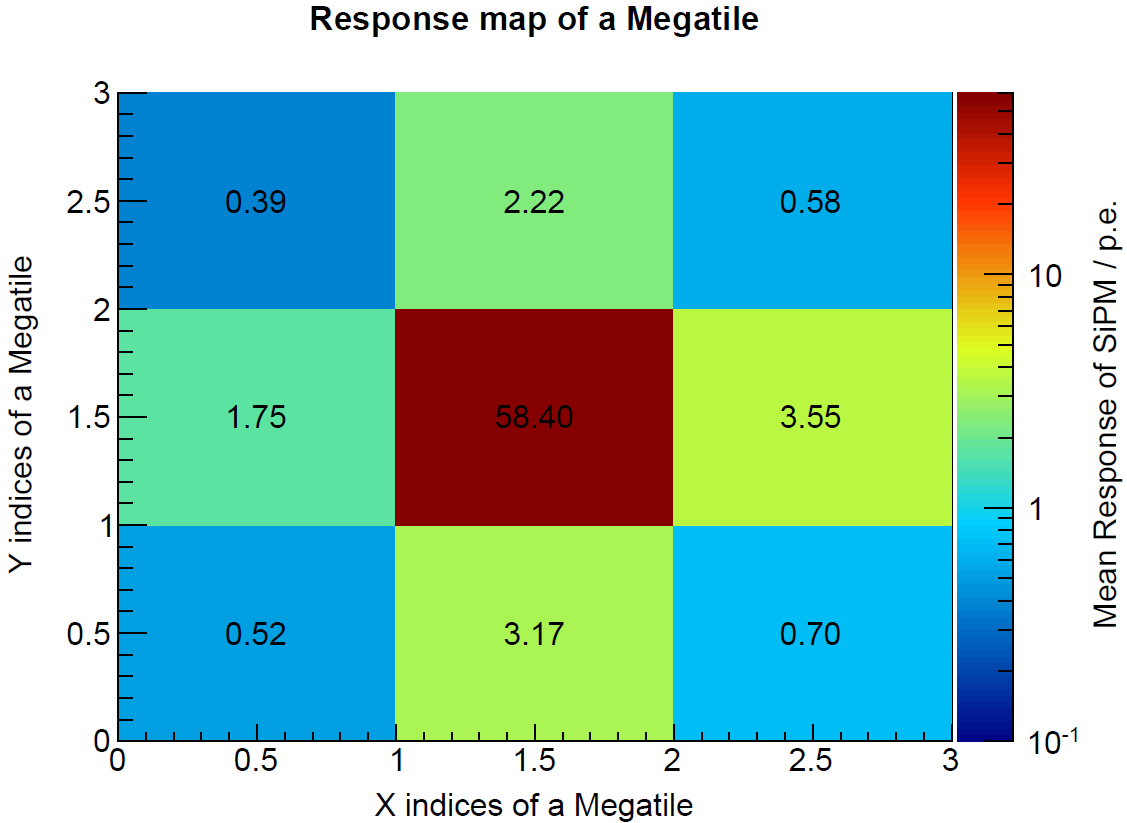 Response map of a Megatile
Y indices of a Megatile
3
2.5
2
1.5
1
0.5
0
0.39 2.22 0.58
1.75 58.40 3.55
0.52 3.17 0.70
0 0.5 1 1.5 2 2.5 3
X indices of a Megatile
10
1
10⁻¹
Mean Response of SiPM / p.e.